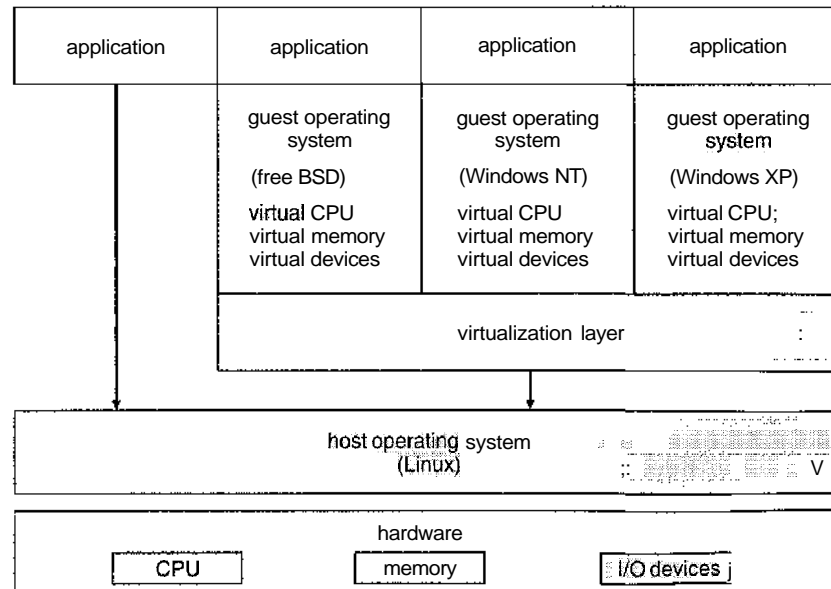 application
application
application
application
guest operating
system
(free BSD)
virtual CPU
virtual memory
virtual devices
guest operating
system
(Windows NT)
virtual CPU
virtual memory
virtual devices
guest operating
system
(Windows XP)
virtual CPU;
virtual memory
virtual devices
virtualization layer
:
host operating system
(Linux)
;: V
hardware
CPU
memory
I/O devices